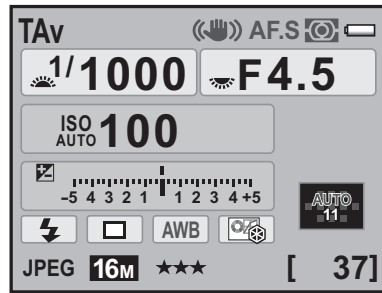 TAv AF.S
1/1000 F4.5
ISO AUTO 100
-5 4 3 2 1 1 2 3 4 +5
AUTO 11
AWB
JPEG 16M ★★★ [ 37]